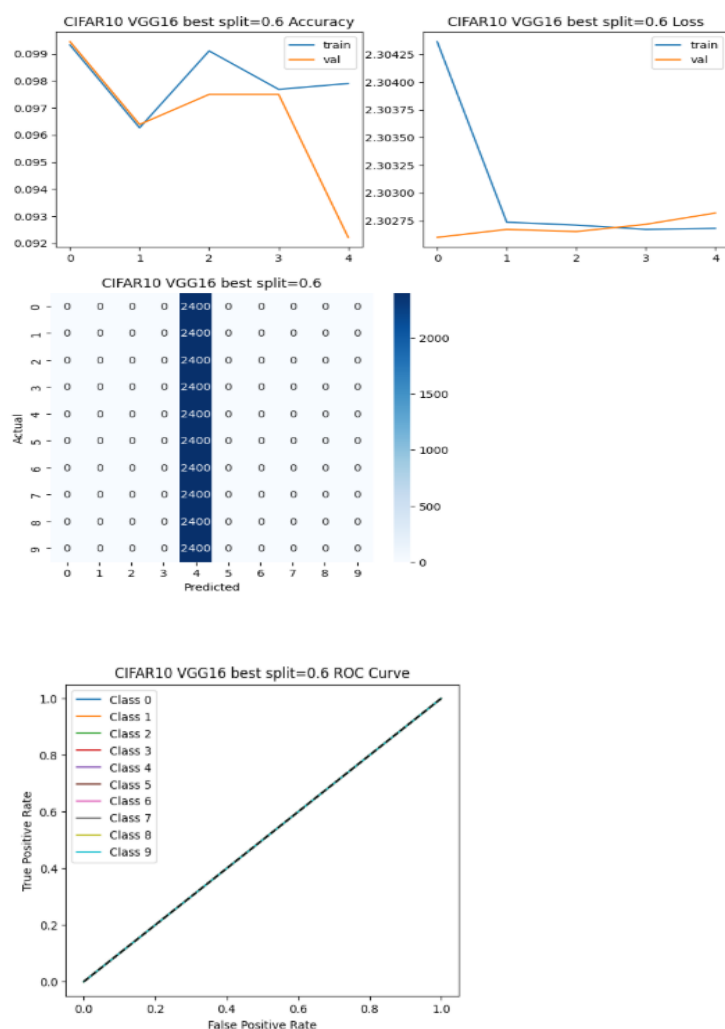 CIFAR10 VGG16 best split=0.6 Accuracy
train
val
0.099
0.098
0.097
0.096
0.095
0.094
0.093
0.092
0 1 2 3 4
CIFAR10 VGG16 best split=0.6 Loss
train
val
2.30425
2.30400
2.30375
2.30350
2.30325
2.30300
2.30275
0 1 2 3 4
CIFAR10 VGG16 best split=0.6
Actual
0 0 0 0 0 2400 0 0 0 0 0
1 0 0 0 0 2400 0 0 0 0 0
2 0 0 0 0 2400 0 0 0 0 0
3 0 0 0 0 2400 0 0 0 0 0
4 0 0 0 0 2400 0 0 0 0 0
5 0 0 0 0 2400 0 0 0 0 0
6 0 0 0 0 2400 0 0 0 0 0
7 0 0 0 0 2400 0 0 0 0 0
8 0 0 0 0 2400 0 0 0 0 0
9 0 0 0 0 2400 0 0 0 0 0
0 1 2 3 4 5 6 7 8 9
Predicted
2000
1500
1000
500
0
CIFAR10 VGG16 best split=0.6 ROC Curve
Class 0
Class 1
Class 2
Class 3
Class 4
Class 5
Class 6
Class 7
Class 8
Class 9
True Positive Rate
1.0
0.8
0.6
0.4
0.2
0.0
0.0 0.2 0.4 0.6 0.8 1.0
False Positive Rate